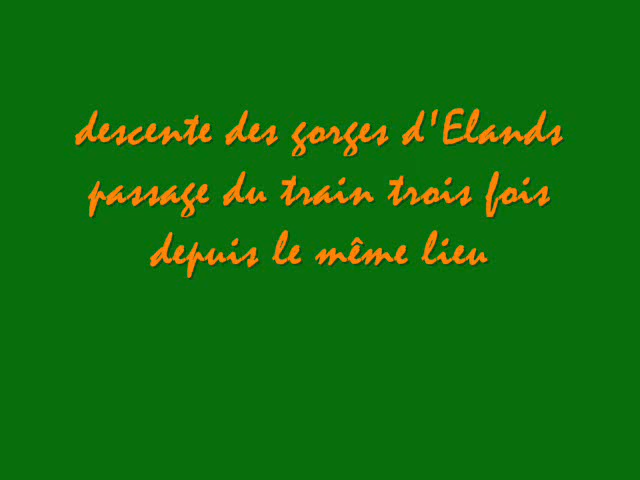 descente des gorges d'Elands
passage du train trois fois
depuis le même lieu